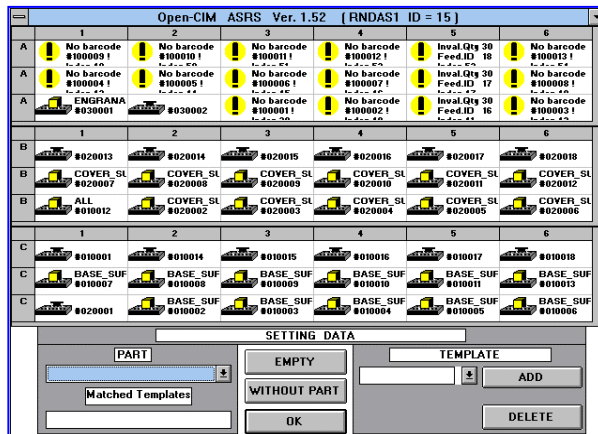 Open-CIM ASRS Ver. 1.52 ( RNDAS1 ID = 15 )
1 2 3 4 5 6
A No barcode No barcode No barcode No barcode Inval.Qty 30 No barcode
#100009 ! #100010 ! #100011 ! #100012 ! Feed.ID 18 #100013 !
A No barcode No barcode No barcode No barcode Inval.Qty 30 No barcode
#100004 ! #100005 ! #100006 ! #100007 ! Feed.ID 17 #100008 !
A ENGRANA No barcode No barcode Inval.Qty 30 No barcode
#030001 #030002 #100001 ! #100002 ! Feed.ID 16 #100003 !
1 2 3 4 5 6
B #020013 #020014 #020015 #020016 #020017 #020018
B COVER_SU COVER_SU COVER_SU COVER_SU COVER_SU COVER_SU
#020007 #020008 #020009 #020010 #020011 #020012
B ALL COVER_SU COVER_SU COVER_SU COVER_SU COVER_SU
#010012 #020002 #020003 #020004 #020005 #020006
1 2 3 4 5 6
C #010001 #010014 #010015 #010016 #010017 #010018
C BASE_SUF BASE_SUF BASE_SUF BASE_SUF BASE_SUF BASE_SUF
#010007 #010008 #010009 #010010 #010011 #010013
C BASE_SUF BASE_SUF BASE_SUF BASE_SUF BASE_SUF
#020001 #010002 #010003 #010004 #010005 #010006
SETTING DATA
PART
EMPTY
TEMPLATE
ADD
Matched Templates
WITHOUT PART
OK
DELETE